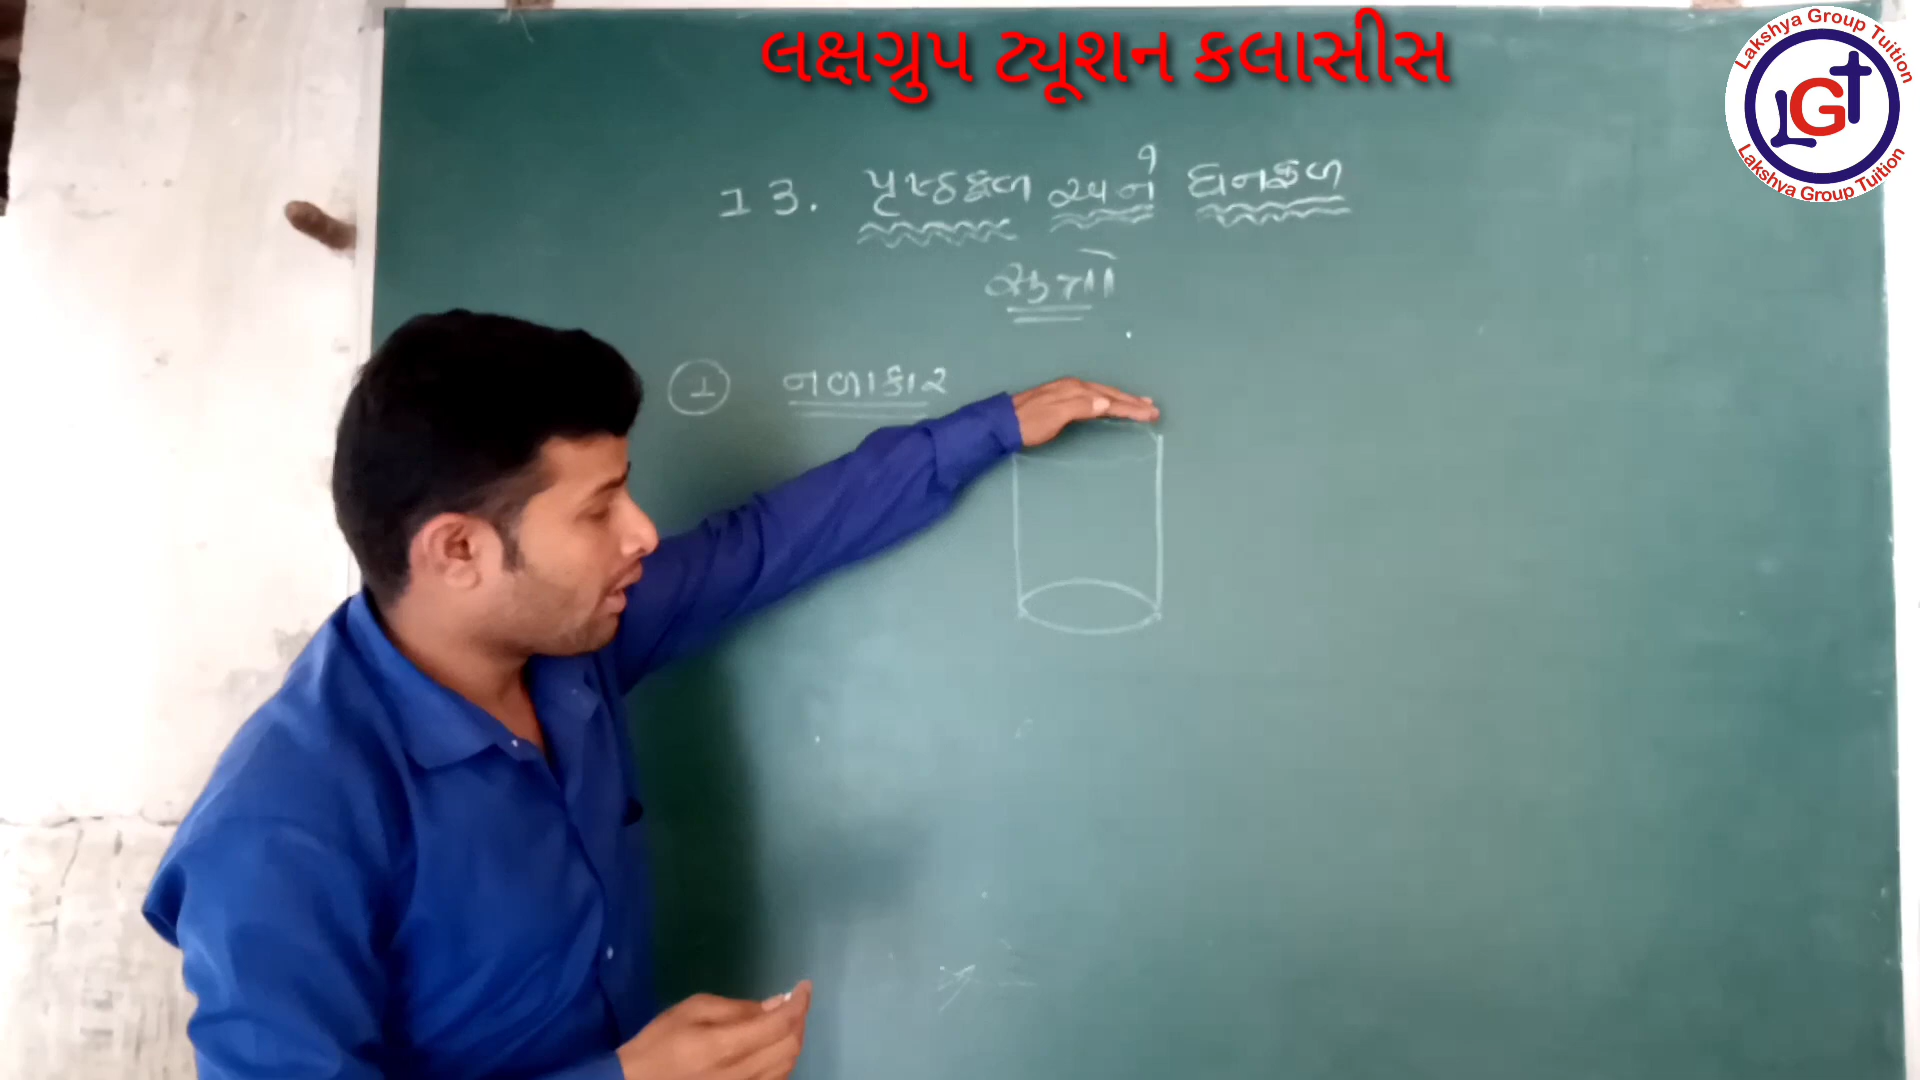 લક્ષગ્રુપ ટ્યૂશન કલાસીસ
Lakshya Group Tuition
LGT
Lakshya Group Tuition
13. પૃષ્ઠફળ અને ઘનફળ
સૂત્રો
1 નળાકાર